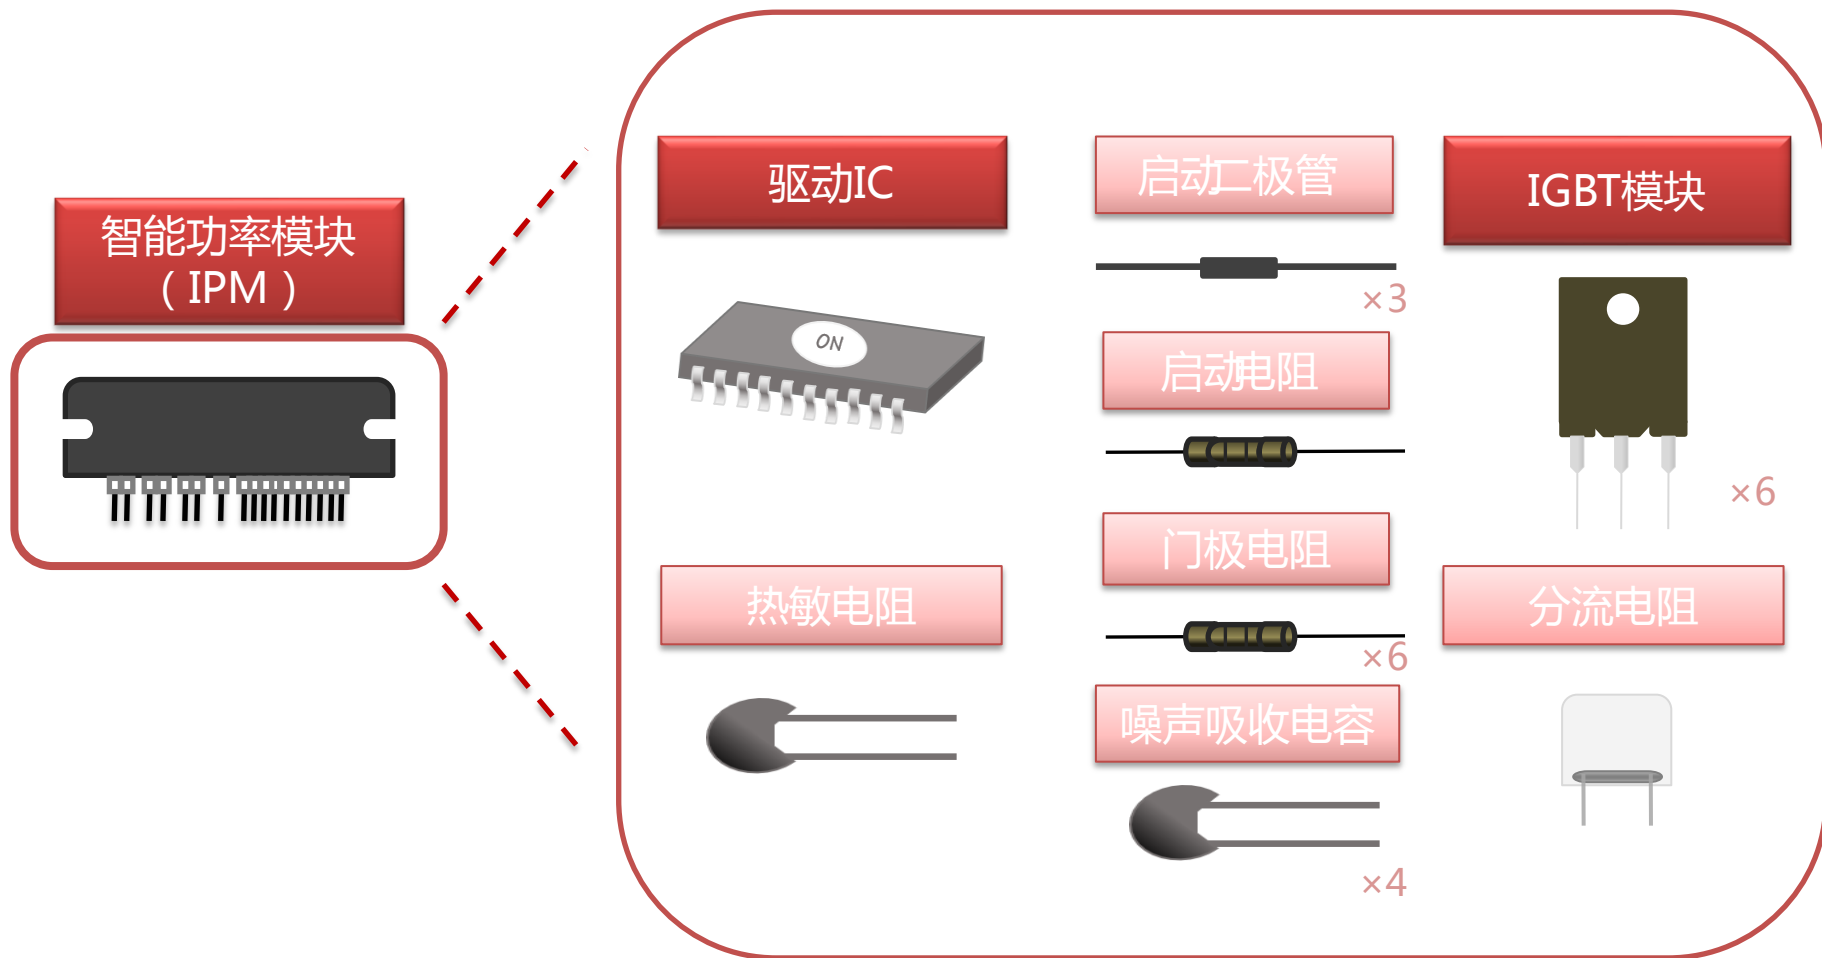 智能功率模块
（IPM）
驱动IC
ON
热敏电阻
启动二极管
×3
启动电阻
门极电阻
×6
噪声吸收电容
×4
IGBT模块
×6
分流电阻